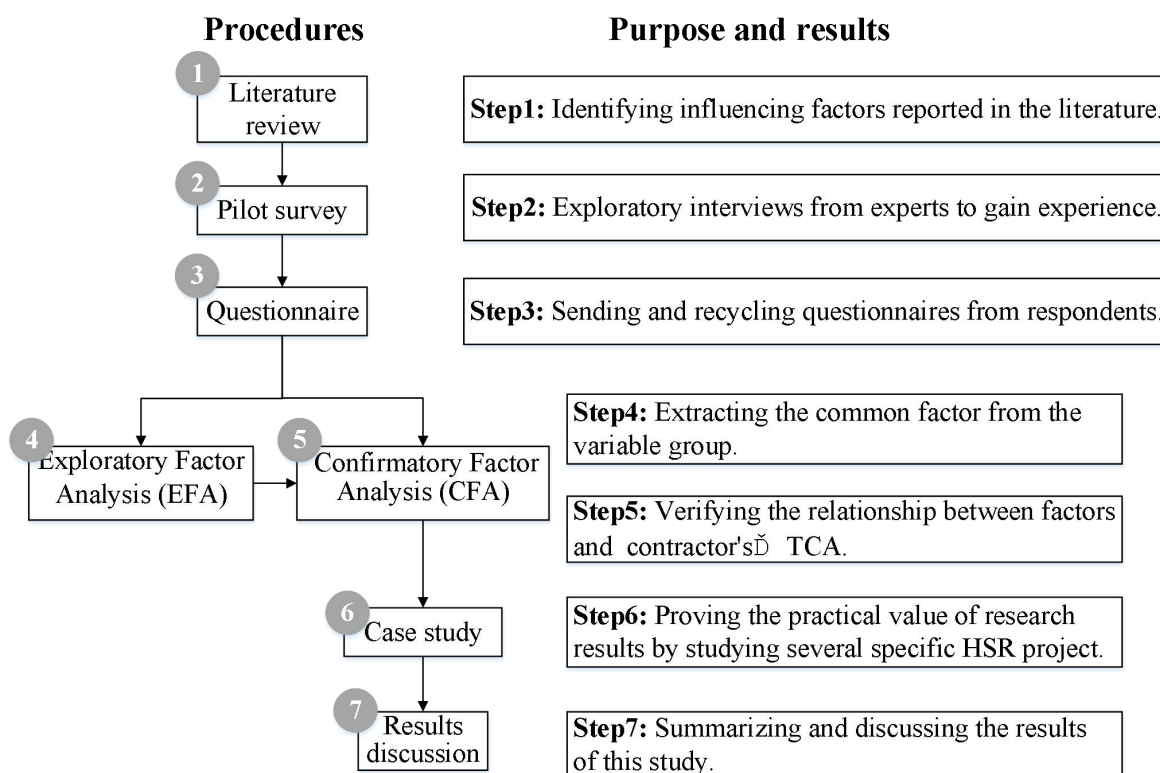 Procedures
Purpose and results
1
Literature
review
Step1: Identifying influencing factors reported in the literature.
2
Pilot survey
Step2: Exploratory interviews from experts to gain experience.
3
Questionnaire
Step3: Sending and recycling questionnaires from respondents.
4
Exploratory Factor
Analysis (EFA)
5
Confirmatory Factor
Analysis (CFA)
Step4: Extracting the common factor from the
variable group.
Step5: Verifying the relationship between factors
and contractor'sĎ TCA.
6
Case study
Step6: Proving the practical value of research
results by studying several specific HSR project.
7
Results
discussion
Step7: Summarizing and discussing the results
of this study.